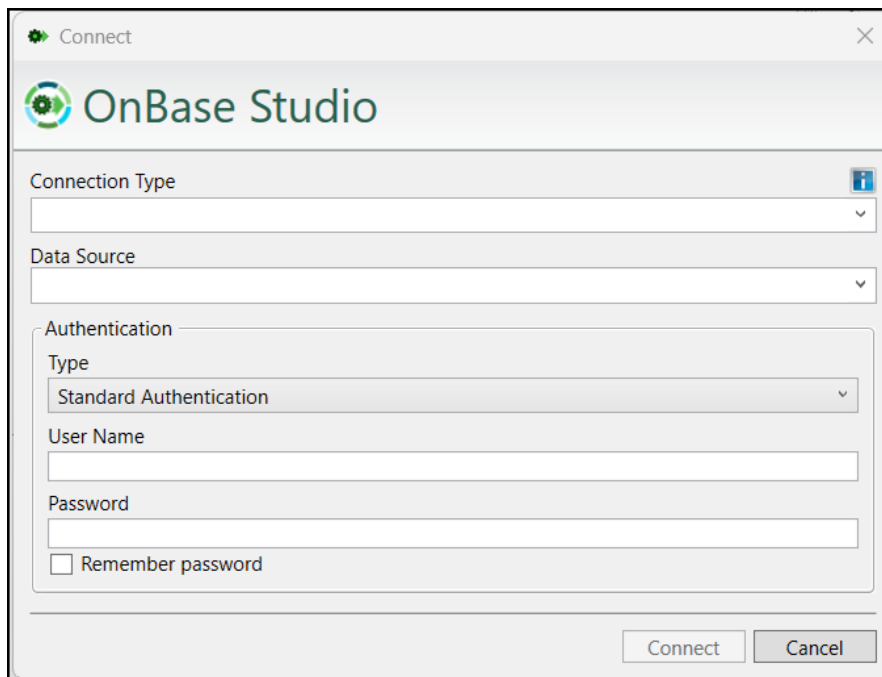 Connect
OnBase Studio
Connection Type
Data Source
Authentication
Type
Standard Authentication
User Name
Password
Remember password
Connect Cancel